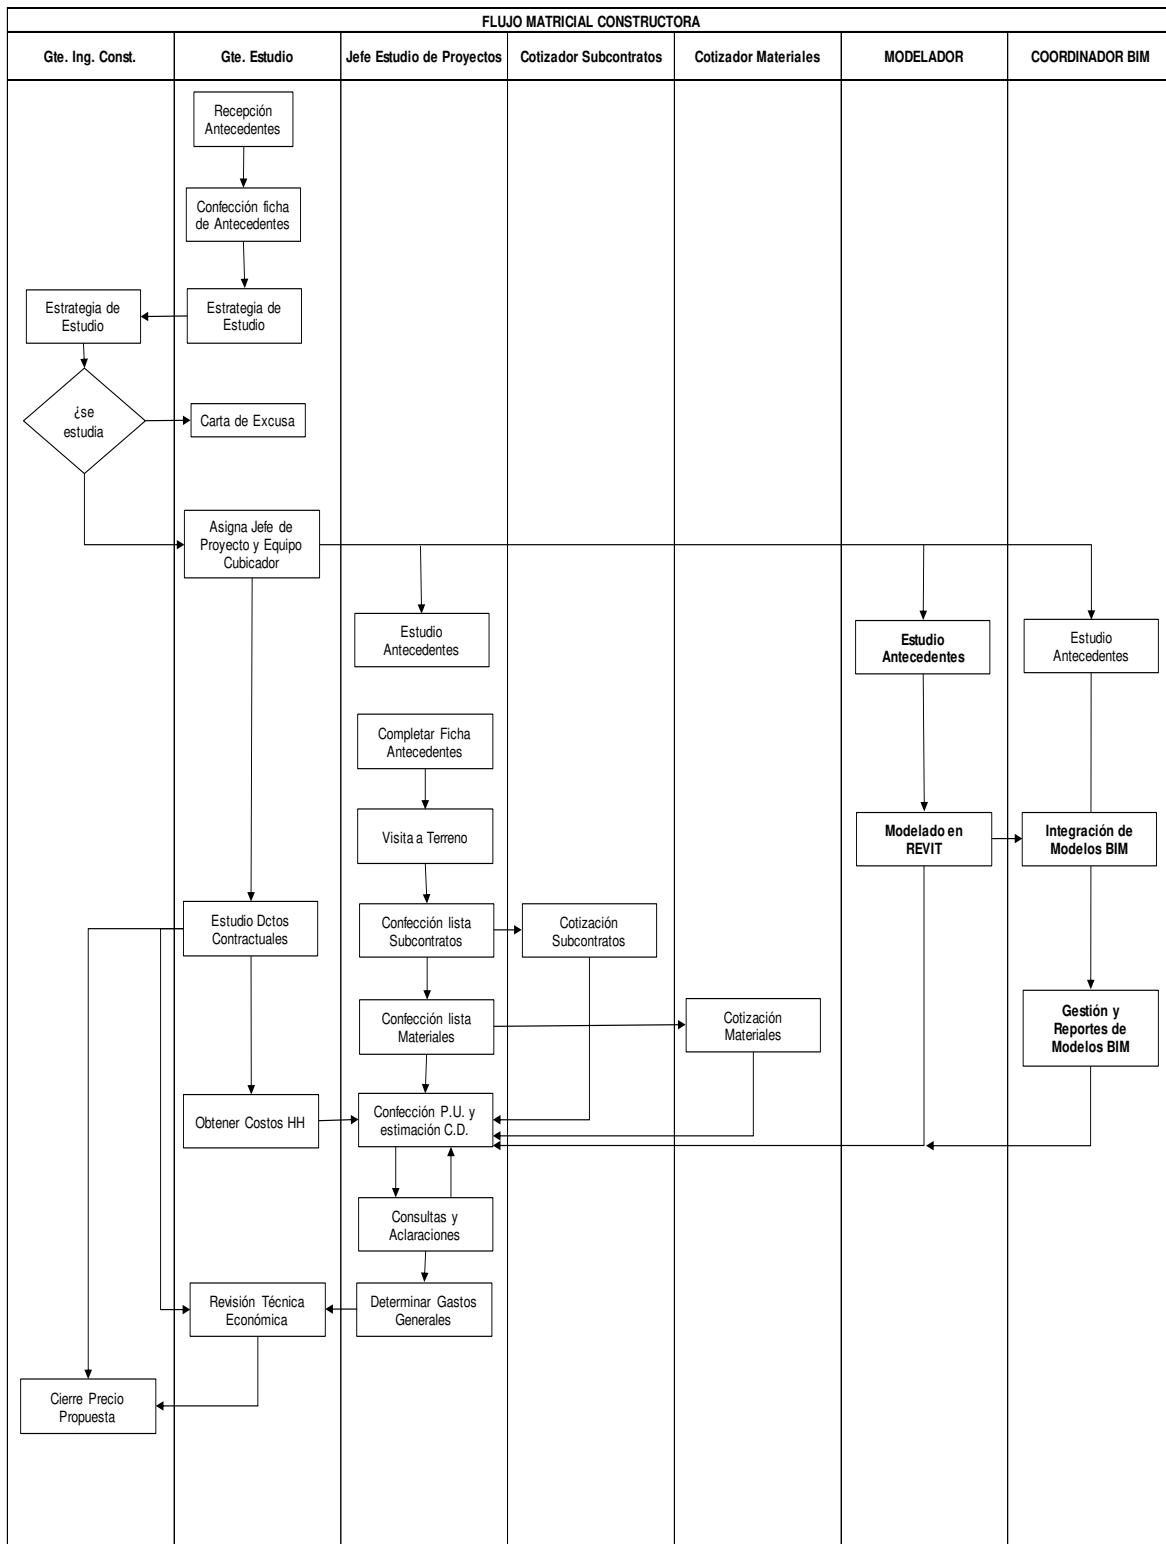 FLUJO MATRICIAL CONSTRUCTORA
Gte. Ing. Const.
Gte. Estudio
Jefe Estudio de Proyectos
Cotizador Subcontratos
Cotizador Materiales
MODELADOR
COORDINADOR BIM
Recepción
Antecedentes
Confección ficha
de Antecedentes
Estrategia de
Estudio
Estrategia de
Estudio
¿se
estudia
Carta de Excusa
Asigna Jefe de
Proyecto y Equipo
Cubicador
Estudio
Antecedentes
Estudio
Antecedentes
Estudio
Antecedentes
Completar Ficha
Antecedentes
Visita a Terreno
Modelado en
REVIT
Integración de
Modelos BIM
Estudio Dctos
Contractuales
Confección lista
Subcontratos
Cotización
Subcontratos
Confección lista
Materiales
Cotización
Materiales
Gestión y
Reportes de
Modelos BIM
Obtener Costos HH
Confección P.U. y
estimación C.D.
Consultas y
Aclaraciones
Revisión Técnica
Económica
Determinar Gastos
Generales
Cierre Precio
Propuesta